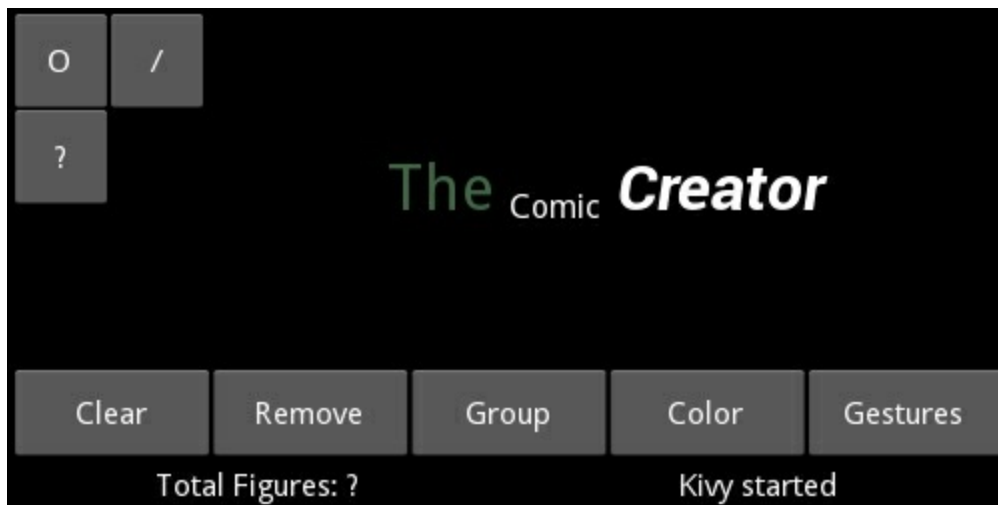 O /
?
The Comic Creator
Clear Remove Group Color Gestures
Total Figures: ? Kivy started